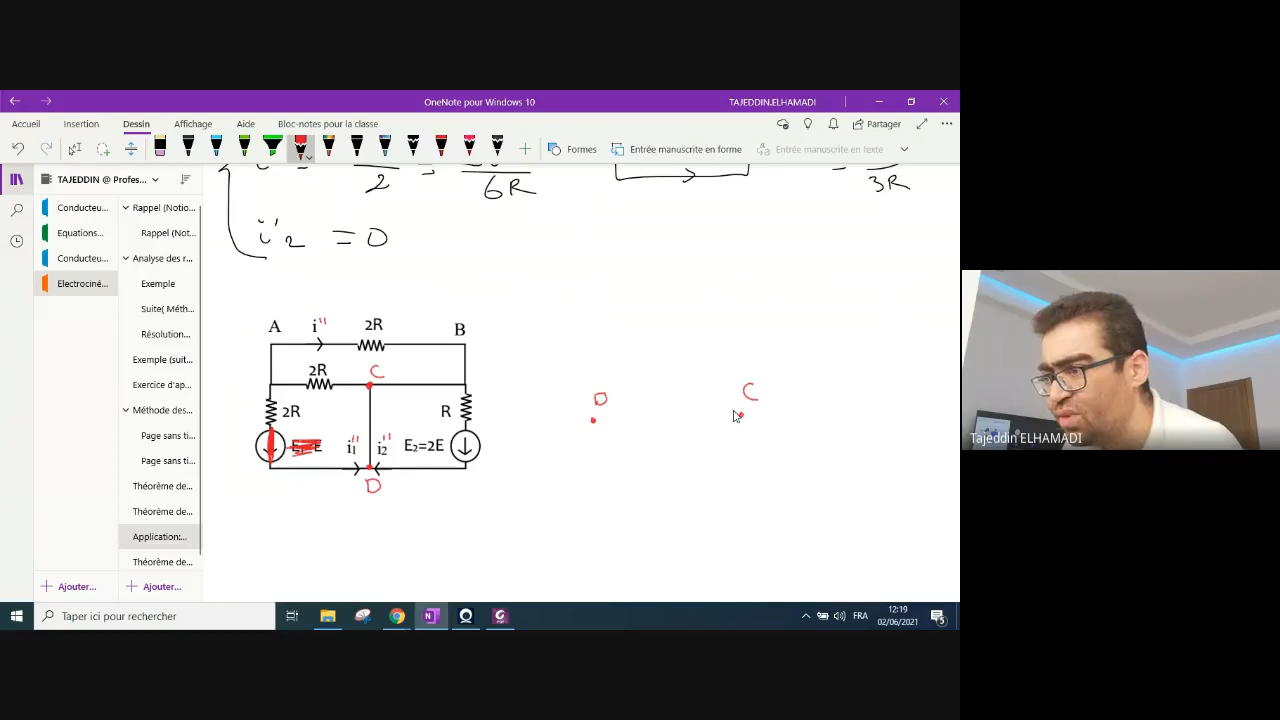 OneNote pour Windows 10
TAJEDDIN.ELHAMADI
Accueil Insertion Dessin Affichage Aide Bloc-notes pour la classe
Partager
Formes Entrée manuscrite en forme Entrée manuscrite en texte
TAJEDDIN @ Profes...
Conducteu...
Equations...
Conducteu...
Electrociné...
Rappel (Notio...
Rappel (Not...
Analyse des r...
Exemple
Suite( Méth...
Résolution...
Exemple (suit...
Exercice d'ap...
Méthode des...
Page sans ti...
Page sans ti...
Théorème de...
Théorème de...
Application:...
Théorème de...
Ajouter...
Ajouter...
2 = 6R = 3R
i'2 = 0
A i'' 2R B
2R C
2R R
i1'' i2'' E2=2E
D
D C
Tajeddin ELHAMADI
Taper ici pour rechercher
FRA
12:19
02/06/2021
5